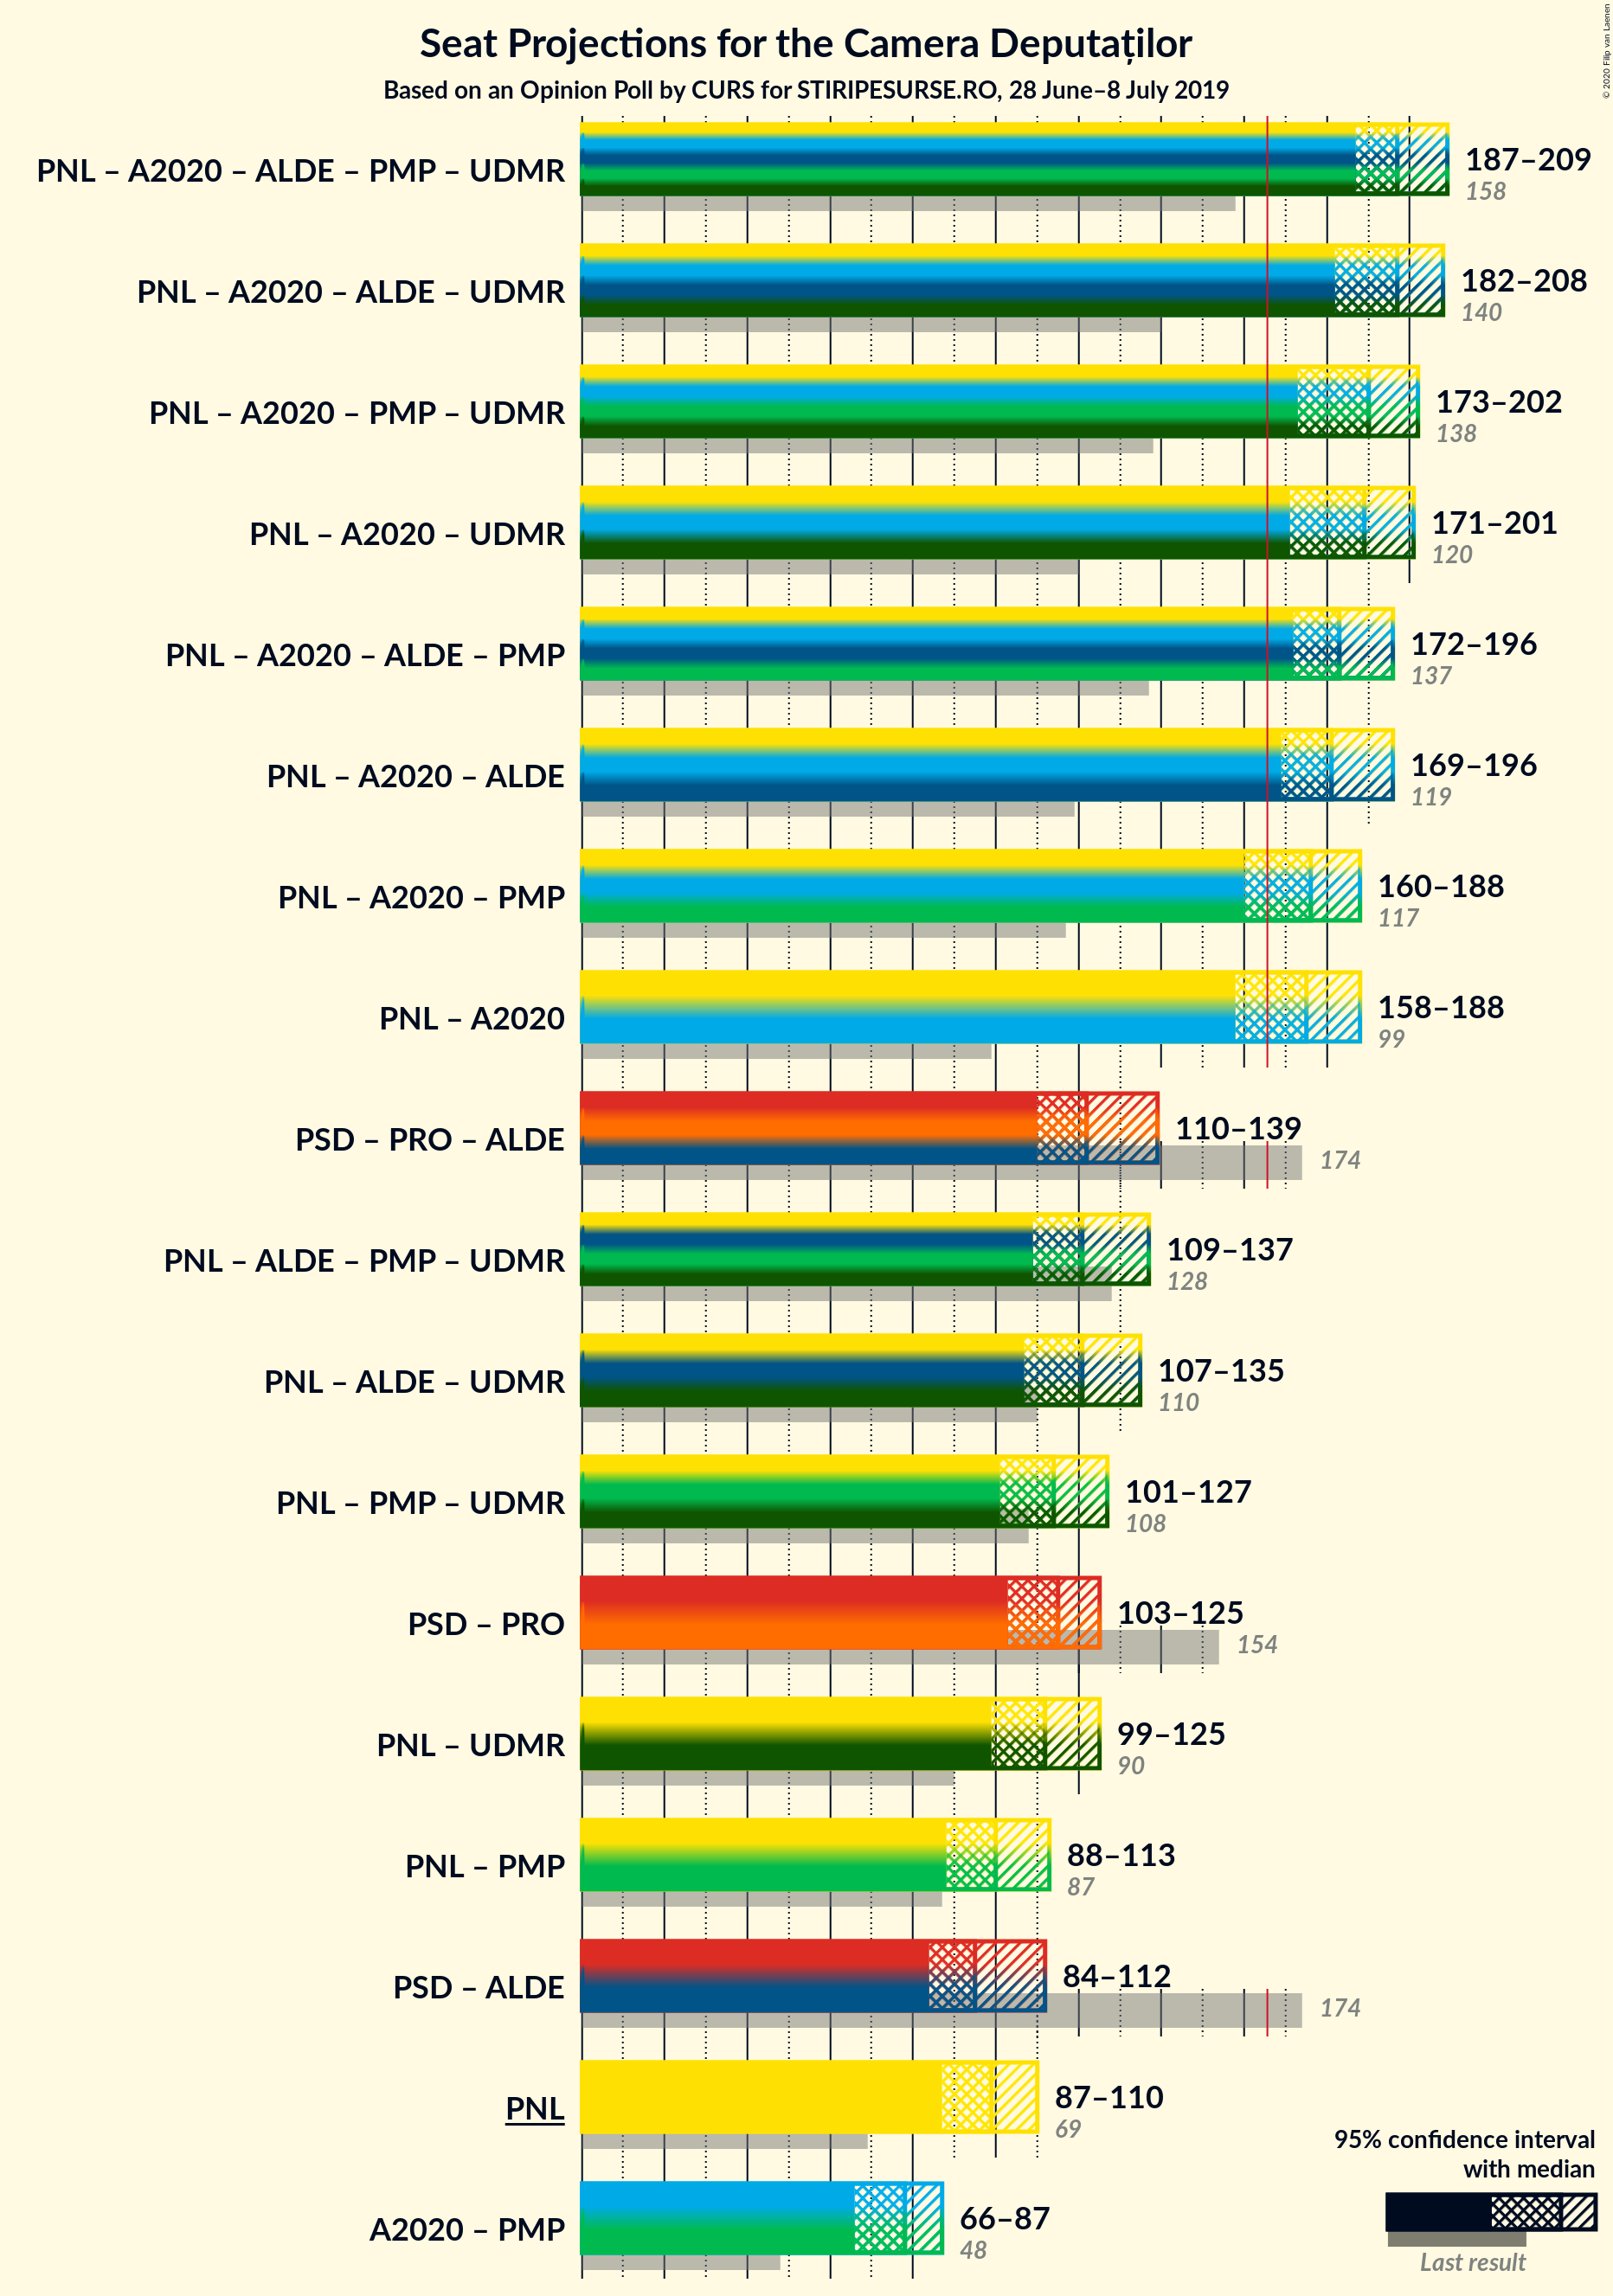 Seat Projections for the Camera Deputaților
Based on an Opinion Poll by CURS for STIRIPESURSE.RO, 28 June–8 July 2019
© 2020 Filip van Laenen
PNL – A2020 – ALDE – PMP – UDMR
187–209
158
PNL – A2020 – ALDE – UDMR
182–208
140
PNL – A2020 – PMP – UDMR
173–202
138
PNL – A2020 – UDMR
171–201
120
PNL – A2020 – ALDE – PMP
172–196
137
PNL – A2020 – ALDE
169–196
119
PNL – A2020 – PMP
160–188
117
PNL – A2020
158–188
99
PSD – PRO – ALDE
110–139
174
PNL – ALDE – PMP – UDMR
109–137
128
PNL – ALDE – UDMR
107–135
110
PNL – PMP – UDMR
101–127
108
PSD – PRO
103–125
154
PNL – UDMR
99–125
90
PNL – PMP
88–113
87
PSD – ALDE
84–112
174
PNL
87–110
69
A2020 – PMP
66–87
48
95% confidence interval
with median
Last result